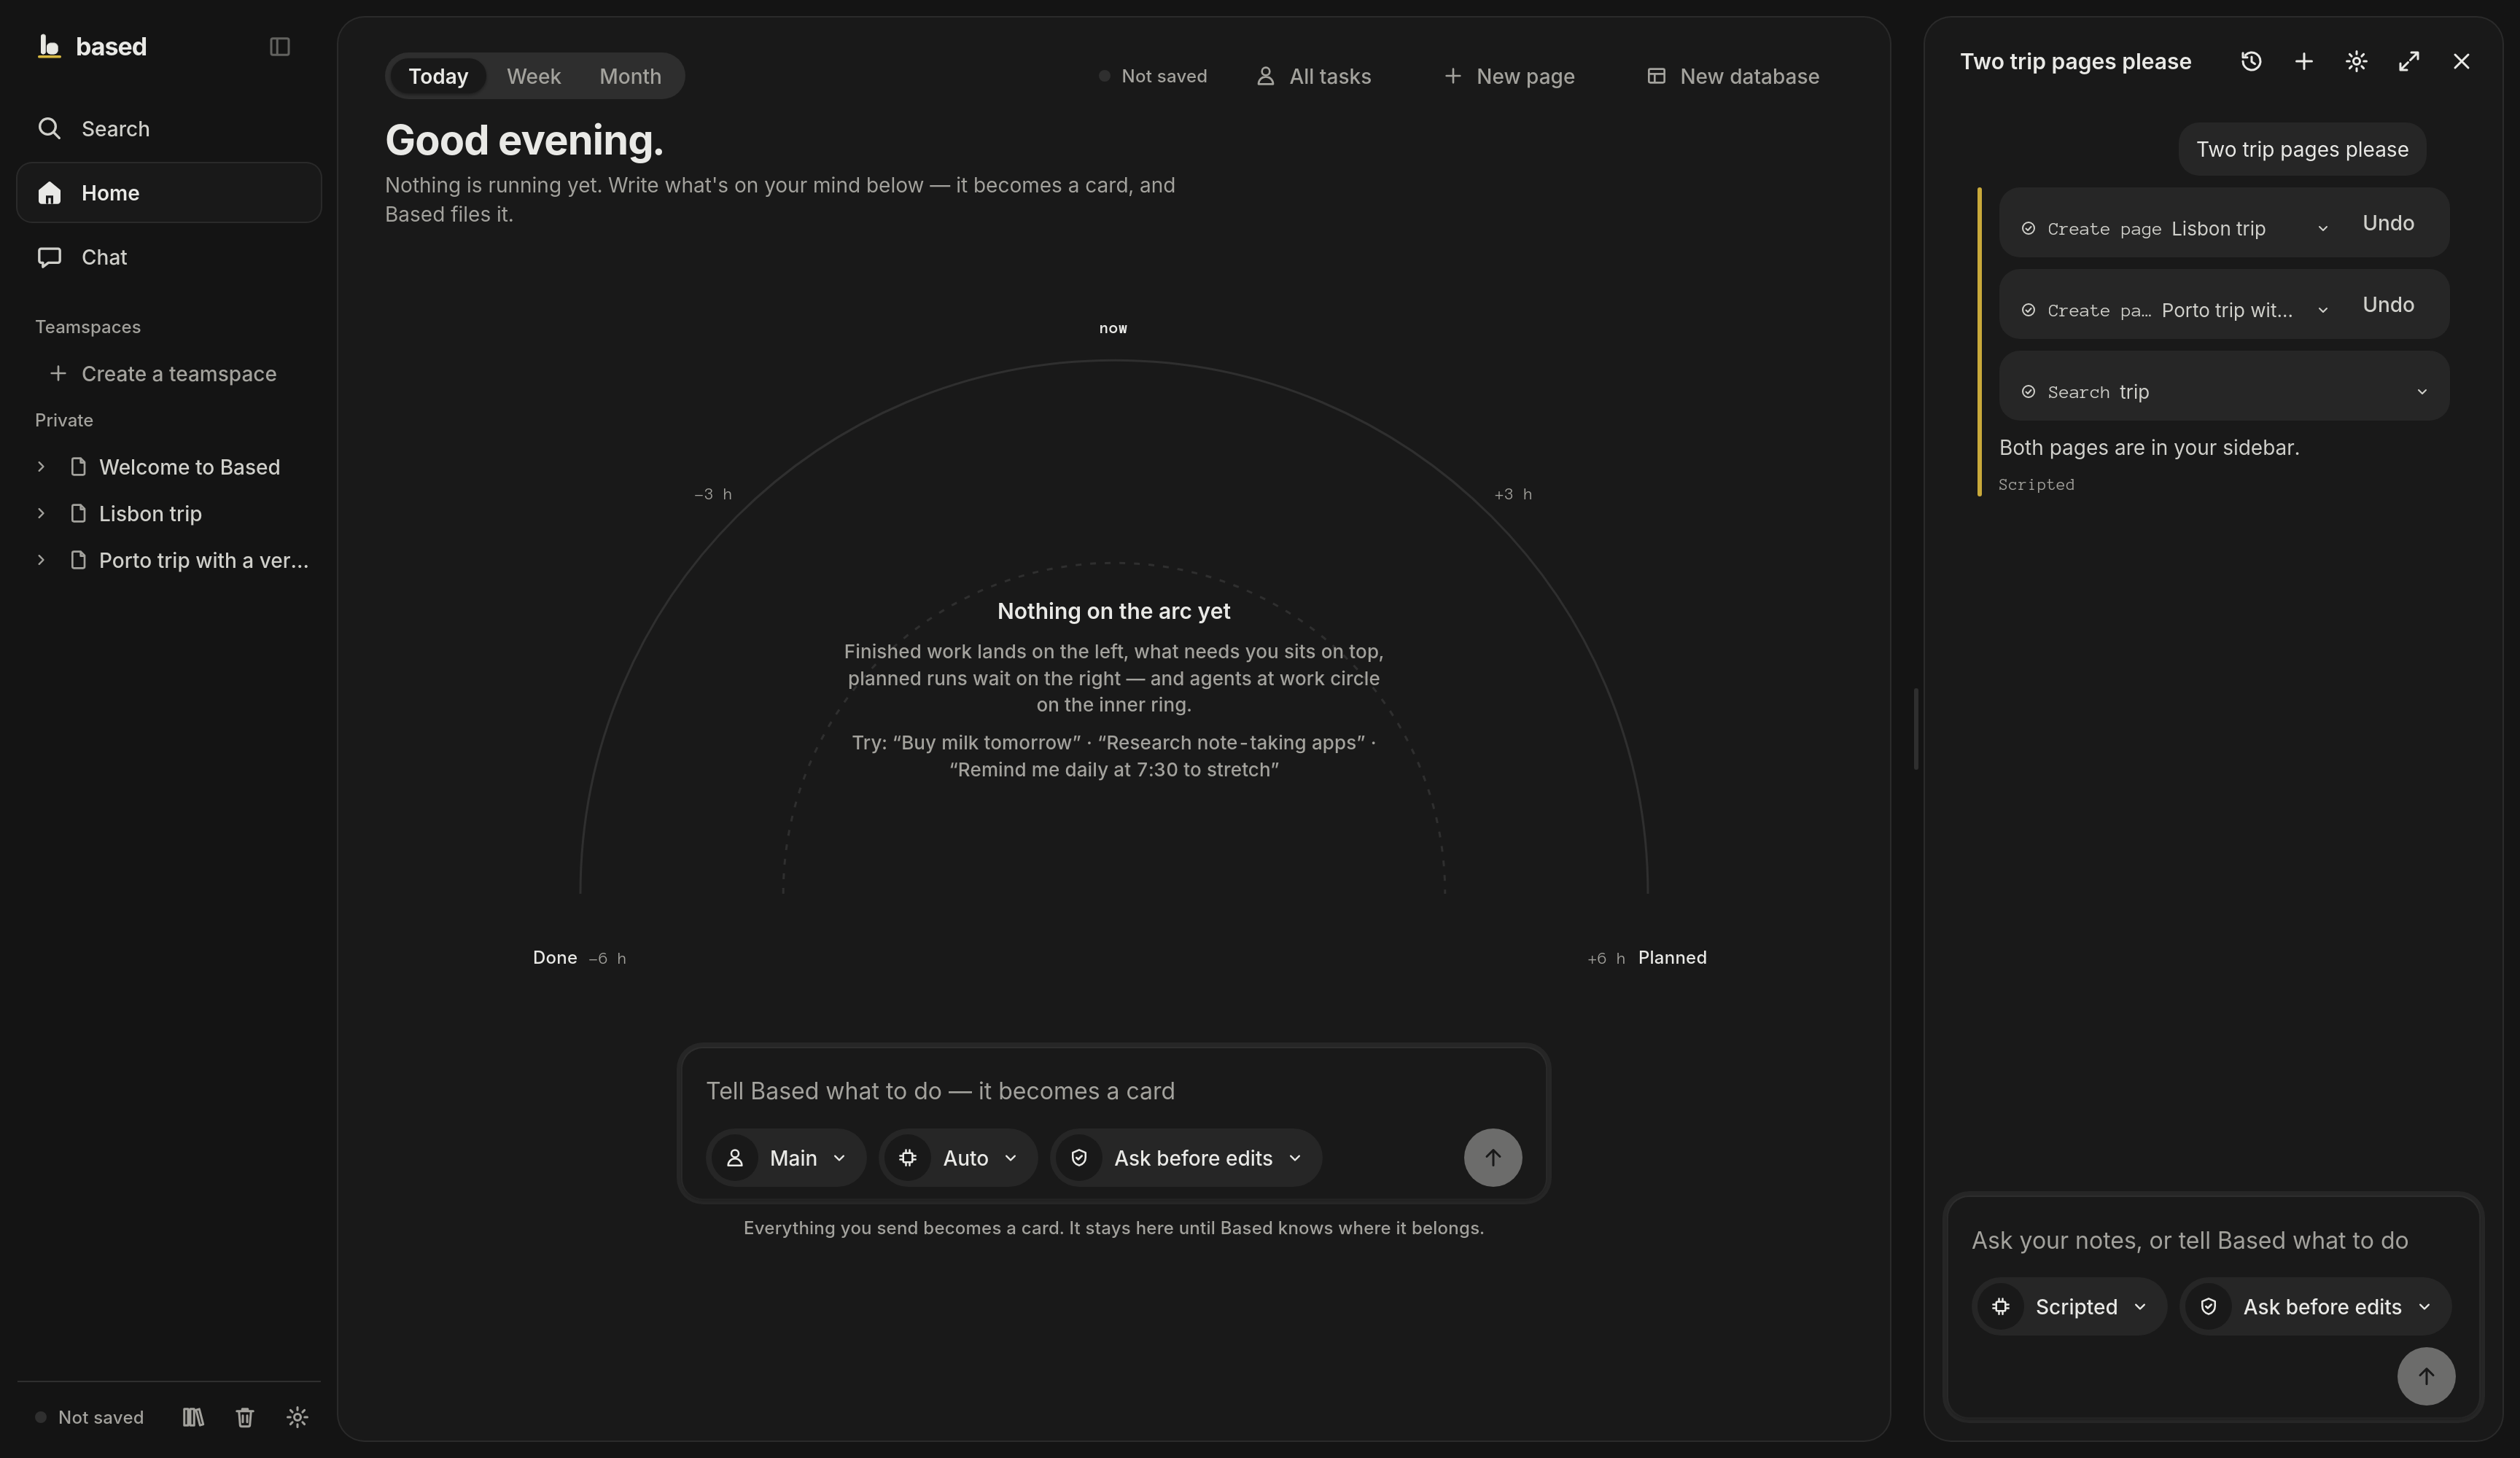 based
Search
Home
Chat
Teamspaces
Create a teamspace
Private
Welcome to Based
Lisbon trip
Porto trip with a ver…
Not saved
Today Week Month
Not saved All tasks New page New database
Good evening.
Nothing is running yet. Write what's on your mind below — it becomes a card, and
Based files it.
now
−3 h
+3 h
Nothing on the arc yet
Finished work lands on the left, what needs you sits on top,
planned runs wait on the right — and agents at work circle
on the inner ring.
Try: “Buy milk tomorrow” · “Research note-taking apps” ·
“Remind me daily at 7:30 to stretch”
Done −6 h
+6 h Planned
Tell Based what to do — it becomes a card
Main Auto Ask before edits
Everything you send becomes a card. It stays here until Based knows where it belongs.
Two trip pages please
Two trip pages please
Create page Lisbon trip Undo
Create pa… Porto trip wit… Undo
Search trip
Both pages are in your sidebar.
Scripted
Ask your notes, or tell Based what to do
Scripted Ask before edits